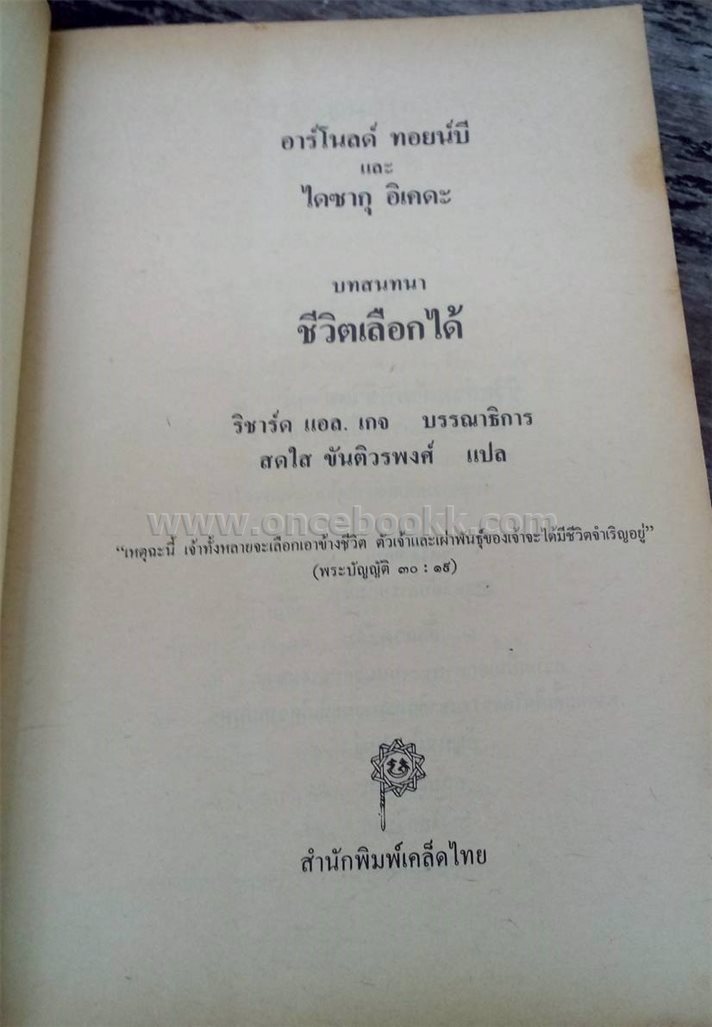 อาร์โนลด์ ทอยน์บี
และ
ไดซากุ อิเคดะ
บทสนทนา
ชีวิตเลือกได้
ริชาร์ด แอล. เกจ บรรณาธิการ
สดใส ขันติวรพงศ์ แปล
www.oncebookk.com
“เหตุฉะนี้ เจ้าทั้งหลายจะเลือกเอาข้างชีวิต ตัวเจ้าและเผ่าพันธุ์ของเจ้าจะได้มีชีวิตจำเริญอยู่”
(พระบัญญัติ ๓๐ : ๑๙)
สำนักพิมพ์เคล็ดไทย